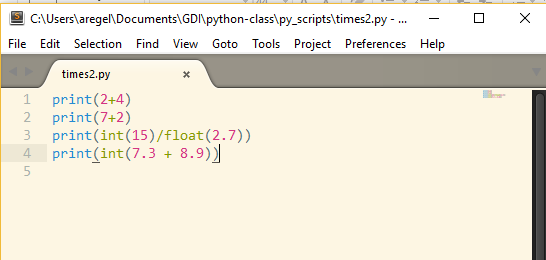 C:\Users\aregel\Documents\GDI\python-class\py_scripts\times2.py - ...
File Edit Selection Find View Goto Tools Project Preferences Help
times2.py
1 print(2+4)
2 print(7+2)
3 print(int(15)/float(2.7))
4 print(int(7.3 + 8.9))
5